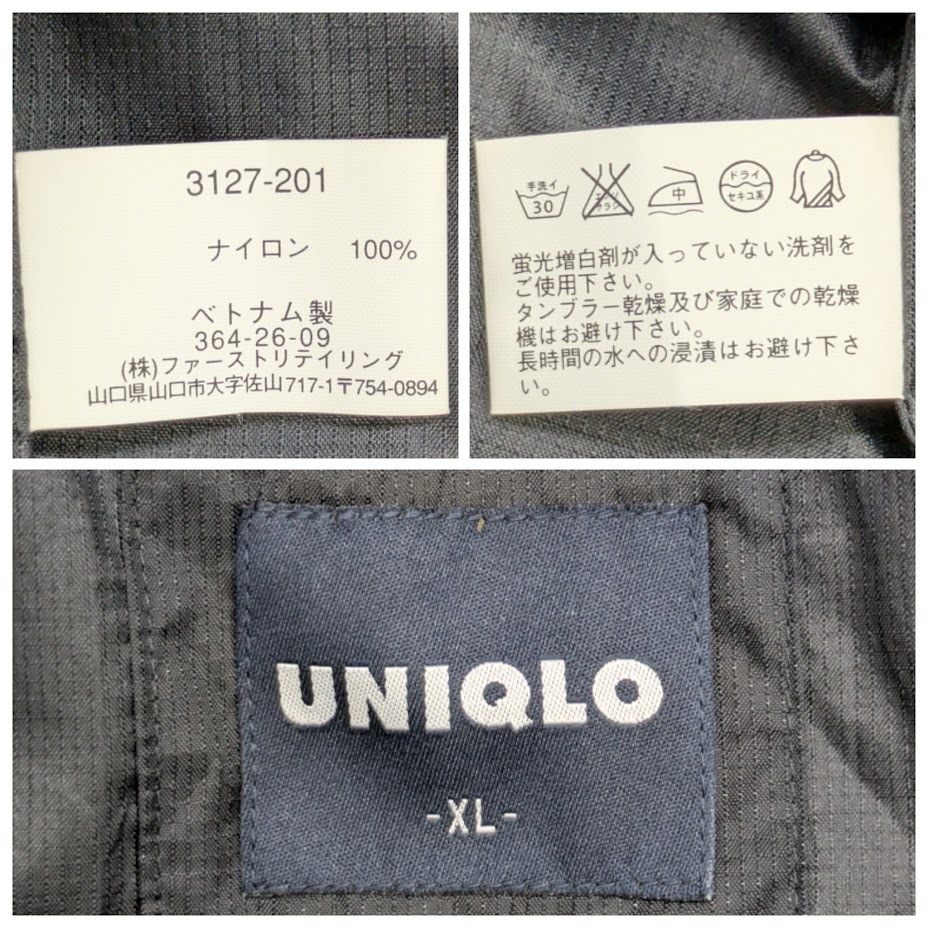 3127-201
ナイロン 100%
ベトナム製
364-26-09
(株)ファーストリテイリング
山口県山口市大字佐山717-1〒754-0894
手洗イ
30
エンソ
サラシ
中
ドライ
セキユ系
蛍光増白剤が入っていない洗剤を
ご使用下さい。
タンブラー乾燥及び家庭での乾燥
機はお避け下さい。
長時間の水への浸漬はお避け下さ
い。
UNIQLO
-XL-